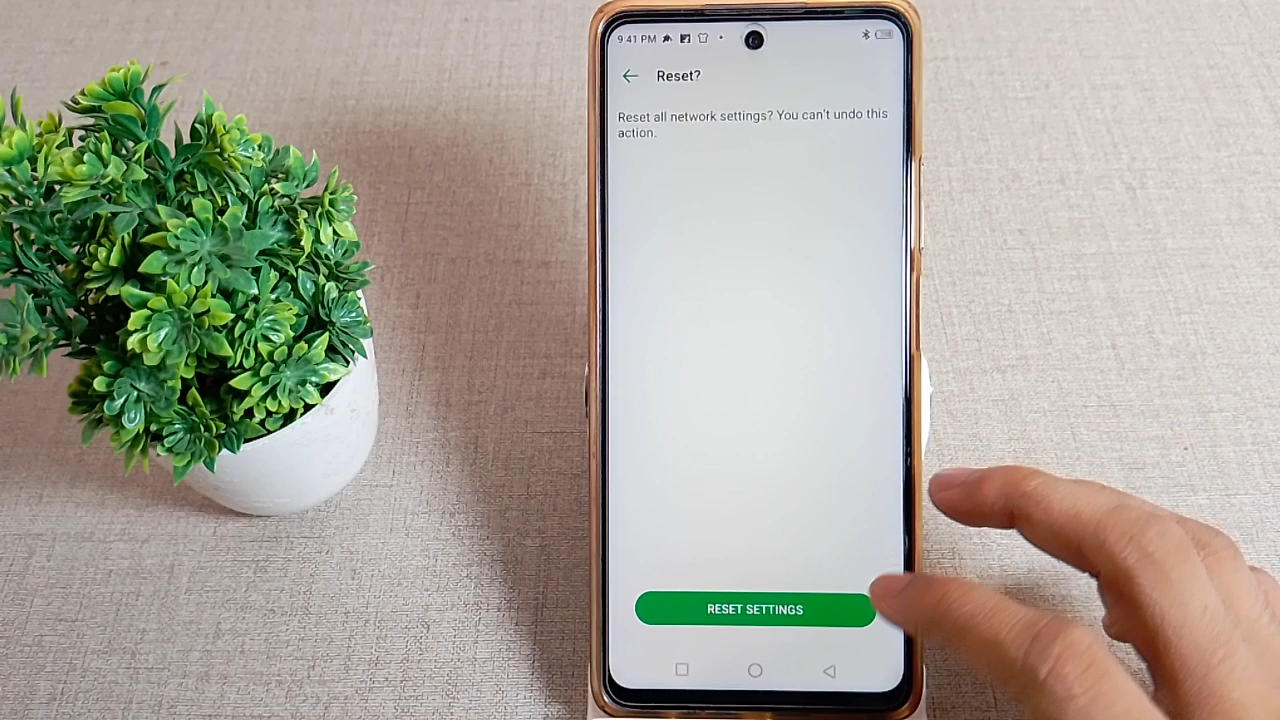 9:41 PM
Reset?
Reset all network settings? You can't undo this
action.
RESET SETTINGS